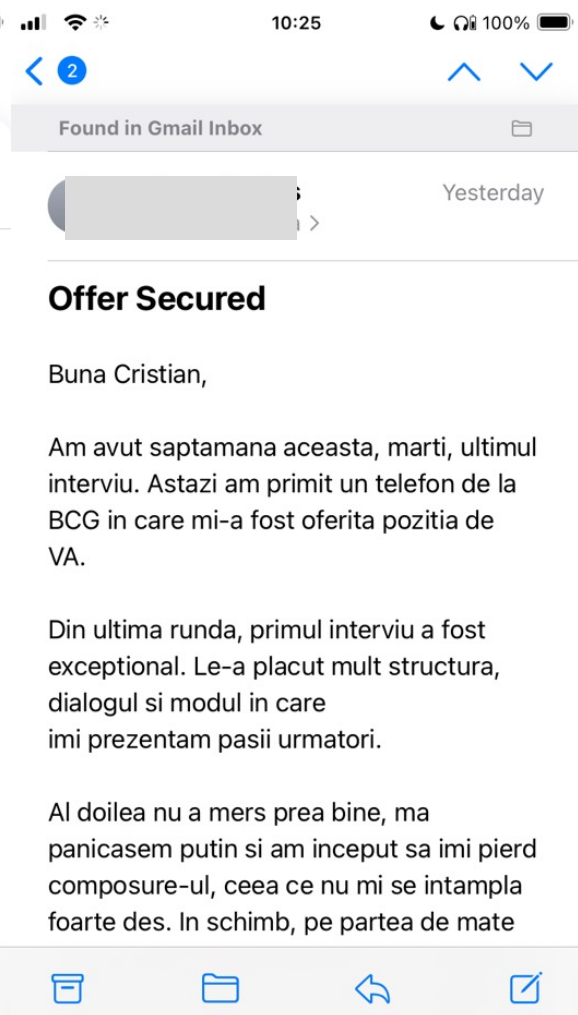 10:25
100%
2
Found in Gmail Inbox
Yesterday
Offer Secured
Buna Cristian,
Am avut saptamana aceasta, marti, ultimul
interviu. Astazi am primit un telefon de la
BCG in care mi-a fost oferita pozitia de
VA.
Din ultima runda, primul interviu a fost
exceptional. Le-a placut mult structura,
dialogul si modul in care
imi prezentam pasii urmatori.
Al doilea nu a mers prea bine, ma
panicasem putin si am inceput sa imi pierd
composure-ul, ceea ce nu mi se intampla
foarte des. In schimb, pe partea de mate